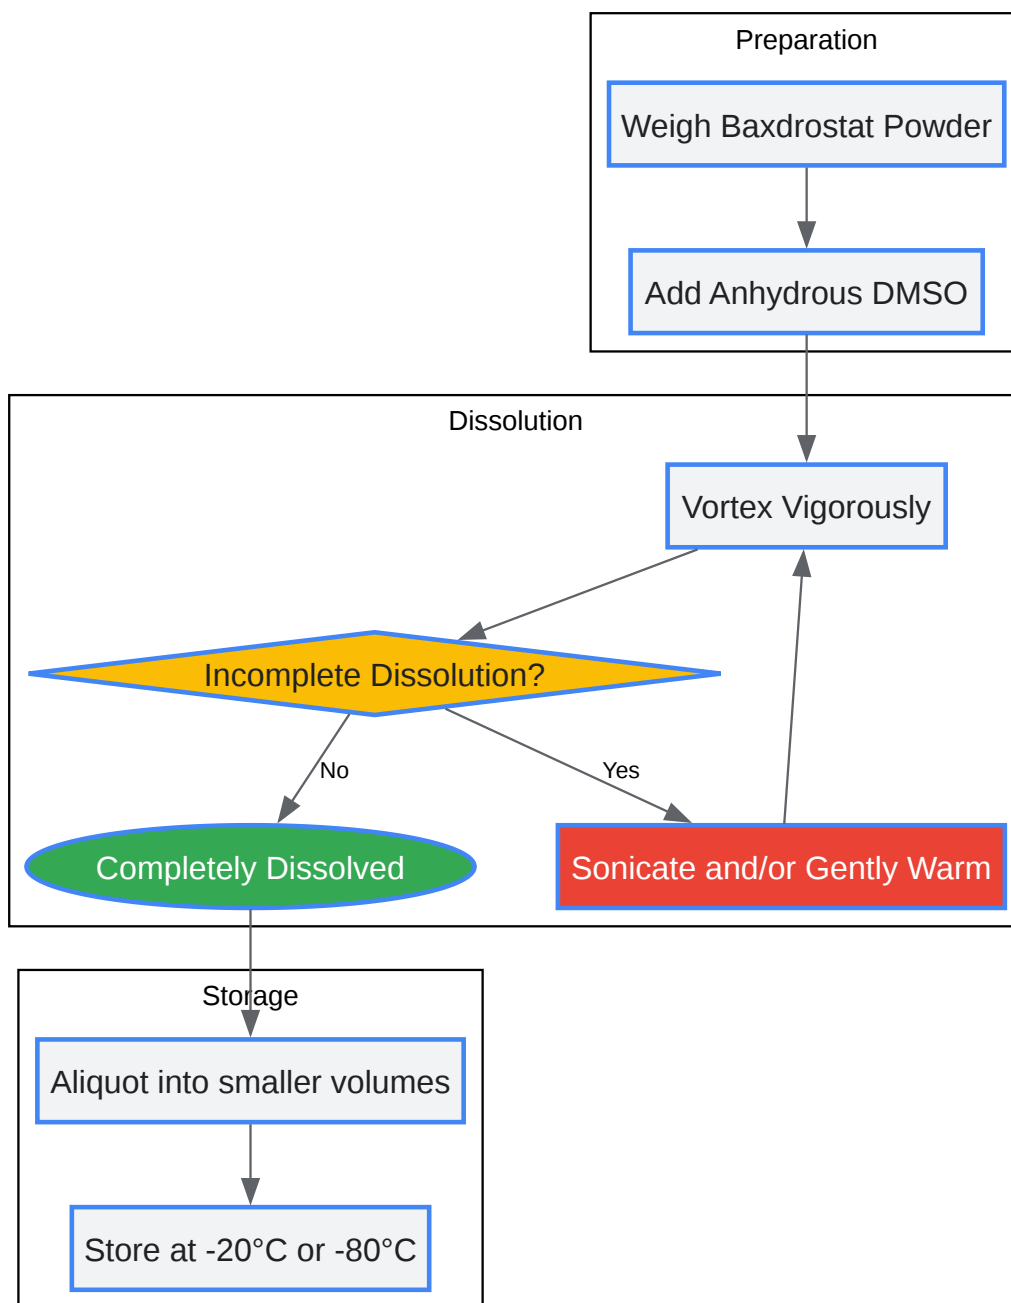 Preparation
Weigh Baxdrostat Powder
Add Anhydrous DMSO
Dissolution
Vortex Vigorously
Incomplete Dissolution?
No
Yes
Completely Dissolved
Sonicate and/or Gently Warm
Storage
Aliquot into smaller volumes
Store at -20°C or -80°C